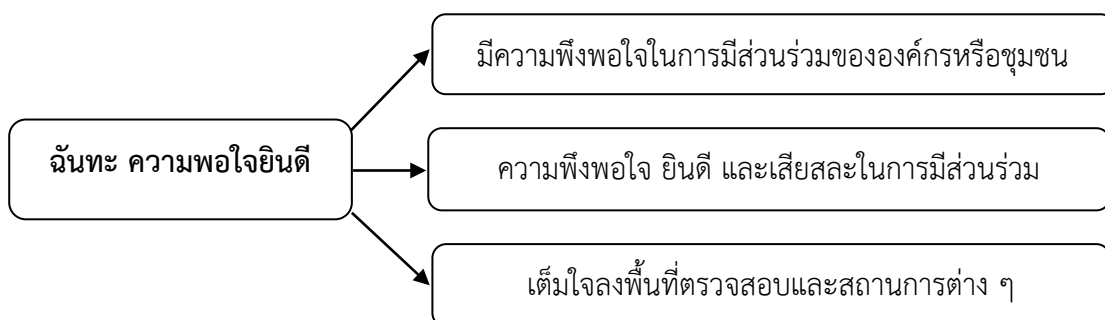 มีความพึงพอใจในการมีส่วนร่วมขององค์กรหรือชุมชน
ฉันทะ ความพอใจยินดี
ความพึงพอใจ ยินดี และเสียสละในการมีส่วนร่วม
เต็มใจลงพื้นที่ตรวจสอบและสถานการต่าง ๆ